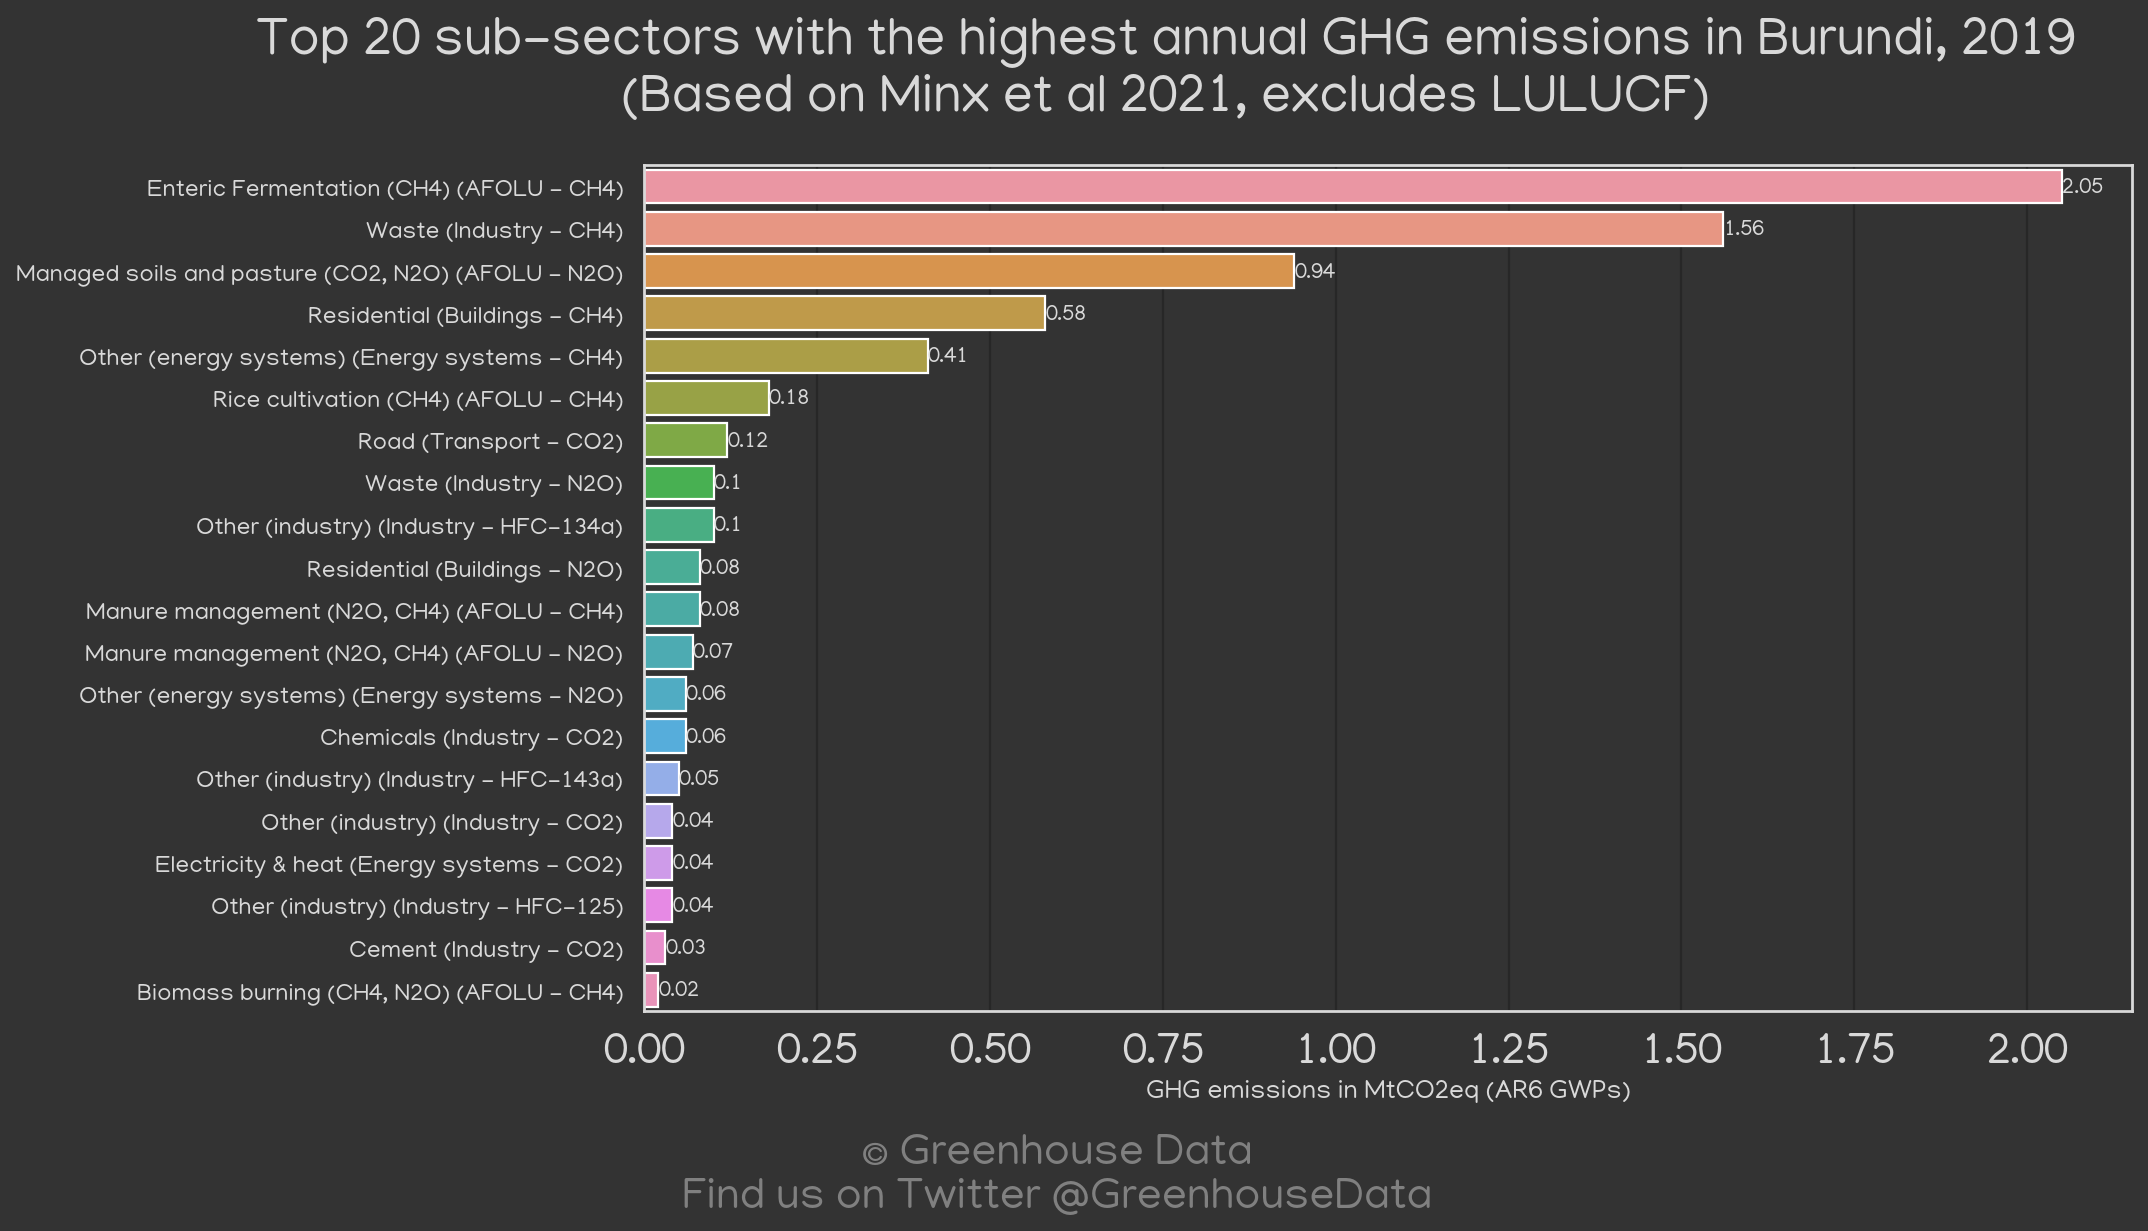 Top 20 sub-sectors with the highest annual GHG emissions in Burundi, 2019
(Based on Minx et al 2021, excludes LULUCF)
Enteric Fermentation (CH4) (AFOLU - CH4) 2.05
Waste (Industry - CH4) 1.56
Managed soils and pasture (CO2, N2O) (AFOLU - N2O) 0.94
Residential (Buildings - CH4) 0.58
Other (energy systems) (Energy systems - CH4) 0.41
Rice cultivation (CH4) (AFOLU - CH4) 0.18
Road (Transport - CO2) 0.12
Waste (Industry - N2O) 0.1
Other (industry) (Industry - HFC-134a) 0.1
Residential (Buildings - N2O) 0.08
Manure management (N2O, CH4) (AFOLU - CH4) 0.08
Manure management (N2O, CH4) (AFOLU - N2O) 0.07
Other (energy systems) (Energy systems - N2O) 0.06
Chemicals (Industry - CO2) 0.06
Other (industry) (Industry - HFC-143a) 0.05
Other (industry) (Industry - CO2) 0.04
Electricity & heat (Energy systems - CO2) 0.04
Other (industry) (Industry - HFC-125) 0.04
Cement (Industry - CO2) 0.03
Biomass burning (CH4, N2O) (AFOLU - CH4) 0.02
0.00 0.25 0.50 0.75 1.00 1.25 1.50 1.75 2.00
GHG emissions in MtCO2eq (AR6 GWPs)
© Greenhouse Data
Find us on Twitter @GreenhouseData